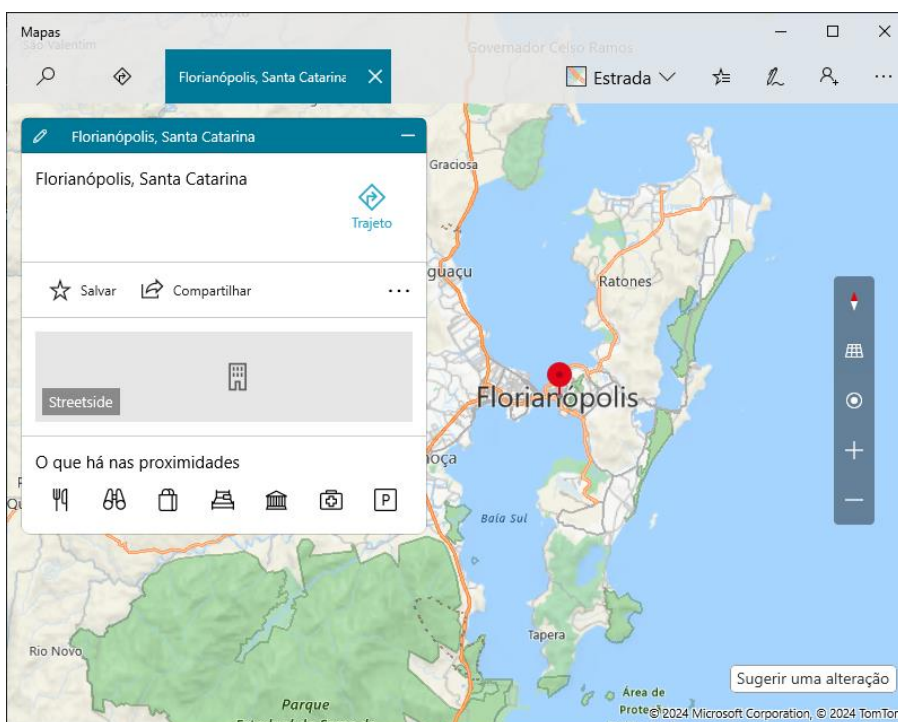 Mapas
São Valentim
Governador Celso Ramos
Florianópolis, Santa Catarina
Estrada
Florianópolis, Santa Catarina
Florianópolis, Santa Catarina
Trajeto
Salvar
Compartilhar
...
Streetside
O que há nas proximidades
P
Graciosa
guaçu
Ratones
Florianópolis
oça
Baía Sul
Tapera
Rio Novo
Parque
Área de
Sugerir uma alteração
© 2024 Microsoft Corporation, © 2024 TomTom